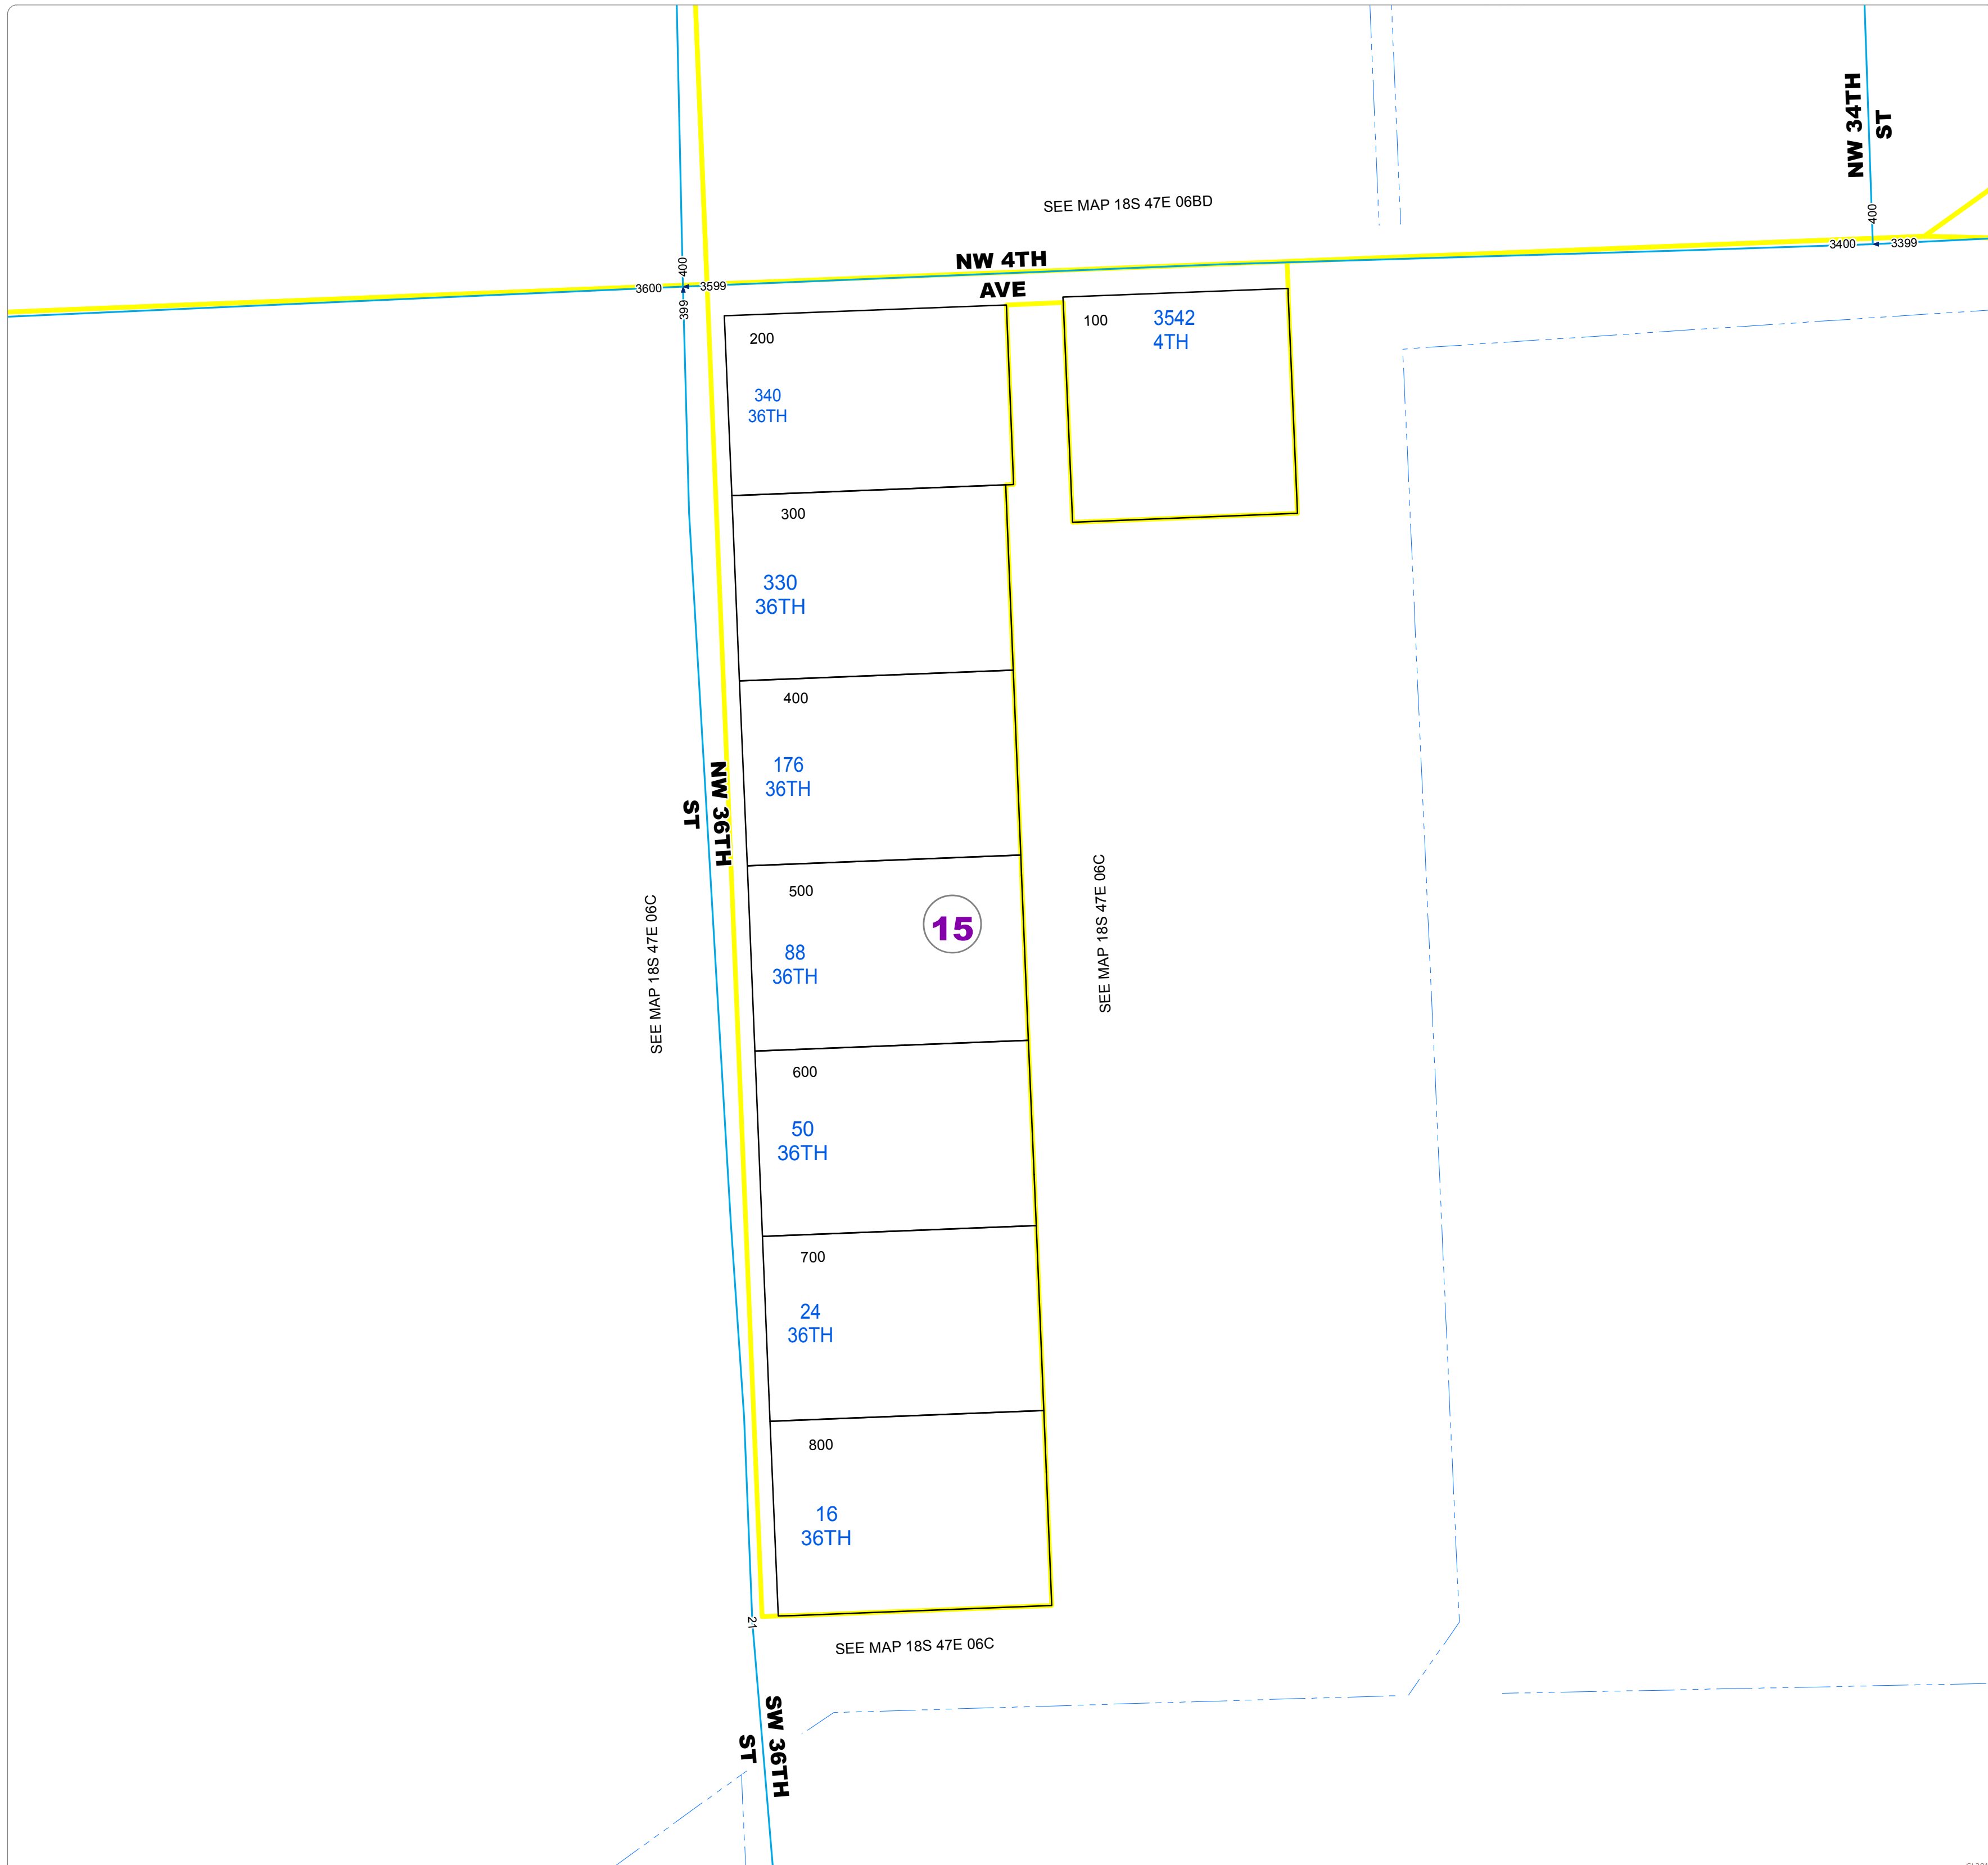 NW 34TH
ST
SEE MAP 18S 47E 06BD
400
NW 4TH
AVE
3400
3399
400
3600
3599
399
200
340
36TH
100
3542
4TH
300
330
36TH
400
176
36TH
NW 36TH
ST
500
15
88
36TH
SEE MAP 18S 47E 06C
SEE MAP 18S 47E 06C
600
50
36TH
700
24
36TH
800
16
36TH
21
SEE MAP 18S 47E 06C
SW 36TH
ST